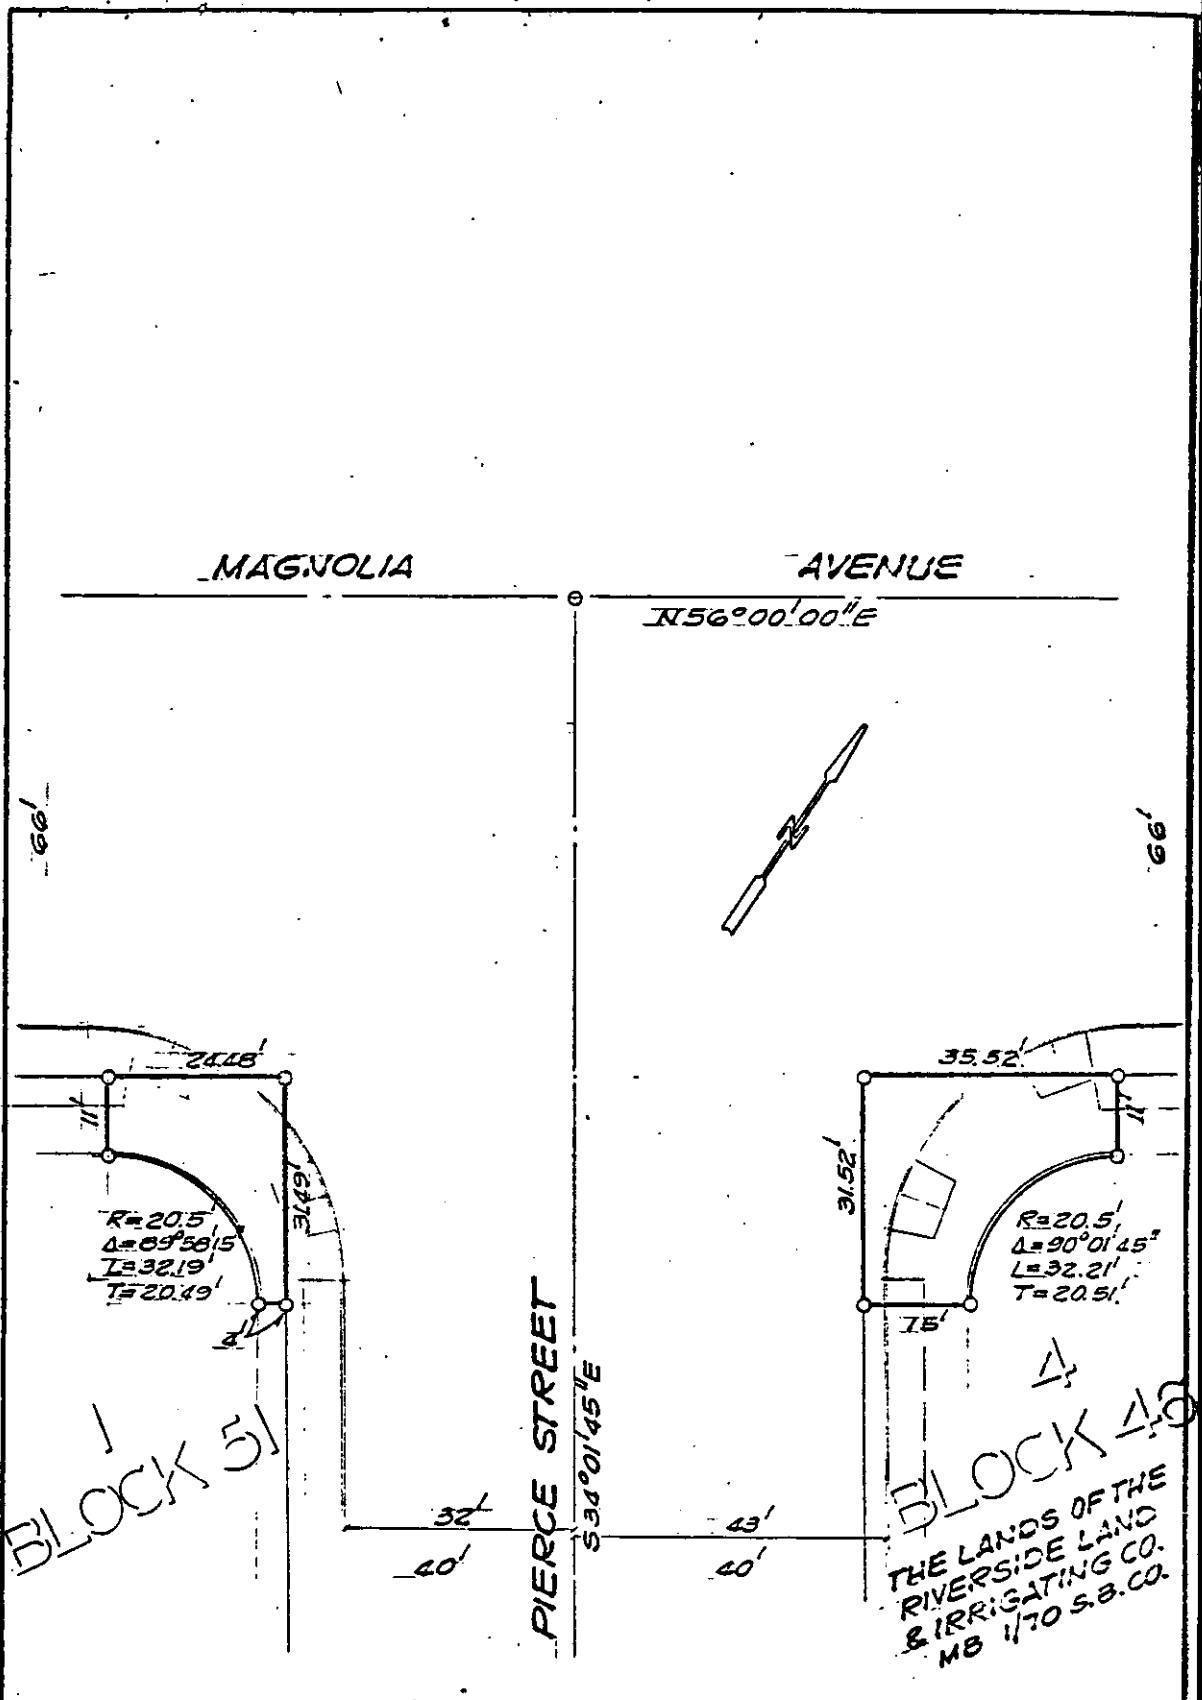 MAGNOLIA AVENUE
N56°00'00"E
66'
66'
24.48'
35.52'
11'
11'
31.49'
31.52'
R=20.5'
Δ=89°58'15"
L=32.19'
T=20.49'
R=20.5'
Δ=90°01'45"
L=32.21'
T=20.51'
4'
15'
PIERCE STREET
S34°01'45"E
1
BLOCK 51
4
BLOCK
32'
43'
40'
40'
THE LANDS OF THE
RIVERSIDE LAND
& IRRIGATING CO.
MB 1/70 S.B.CO.